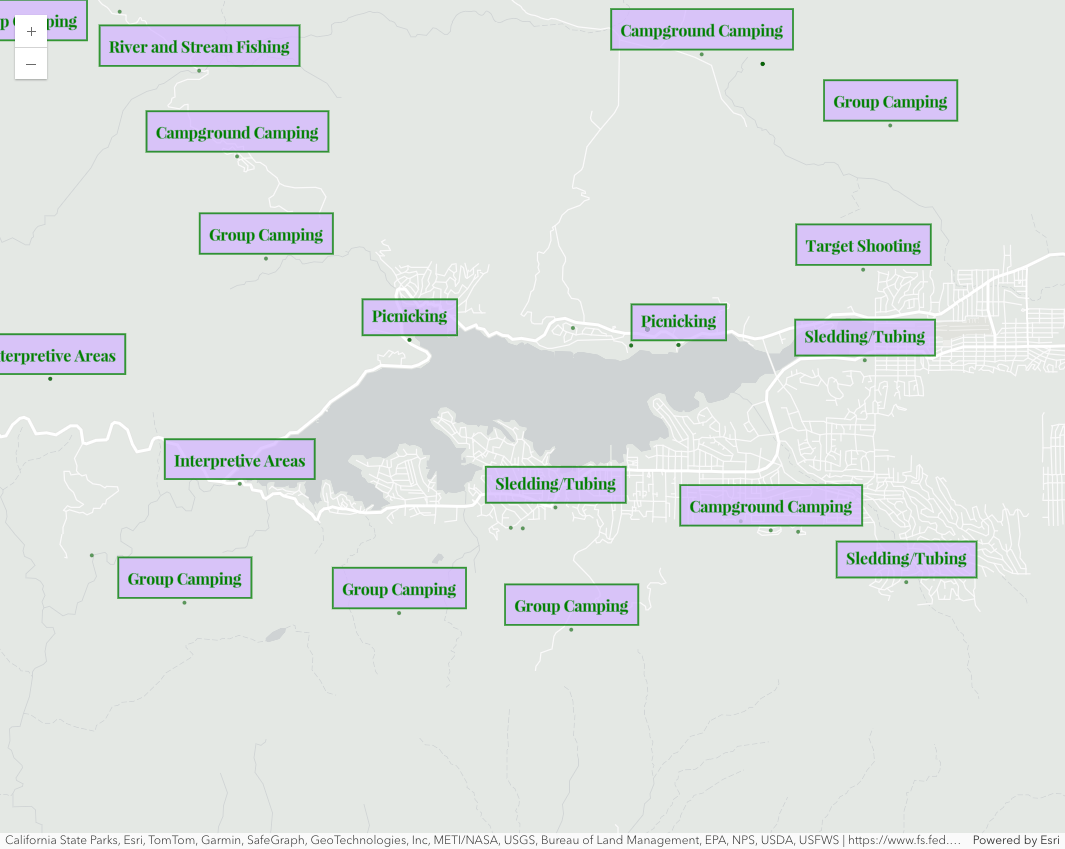 ping
River and Stream Fishing
Campground Camping
Group Camping
Campground Camping
Group Camping
Target Shooting
Picnicking
Picnicking
Sledding/Tubing
terpretive Areas
Interpretive Areas
Sledding/Tubing
Campground Camping
Sledding/Tubing
Group Camping
Group Camping
Group Camping
California State Parks, Esri, TomTom, Garmin, SafeGraph, GeoTechnologies, Inc, METI/NASA, USGS, Bureau of Land Management, EPA, NPS, USDA, USFWS | https://www.fs.fed.… Powered by Esri